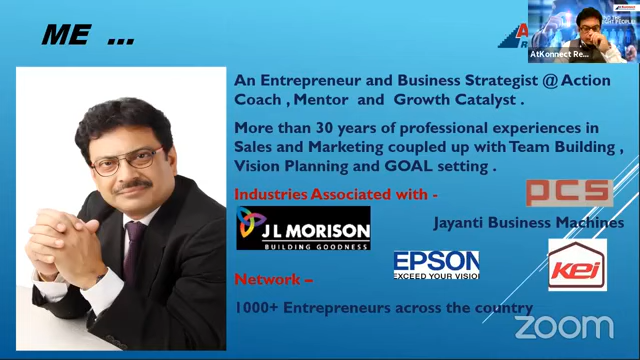 ME ...
AtKonnect Re...
An Entrepreneur and Business Strategist @ Action
Coach , Mentor and Growth Catalyst .
More than 30 years of professional experiences in
Sales and Marketing coupled up with Team Building ,
Vision Planning and GOAL setting .
Industries Associated with -
PCS
J L MORISON
BUILDING GOODNESS
Jayanti Business Machines
EPSON
EXCEED YOUR VISION
KEI
Network –
1000+ Entrepreneurs across the country
zoom